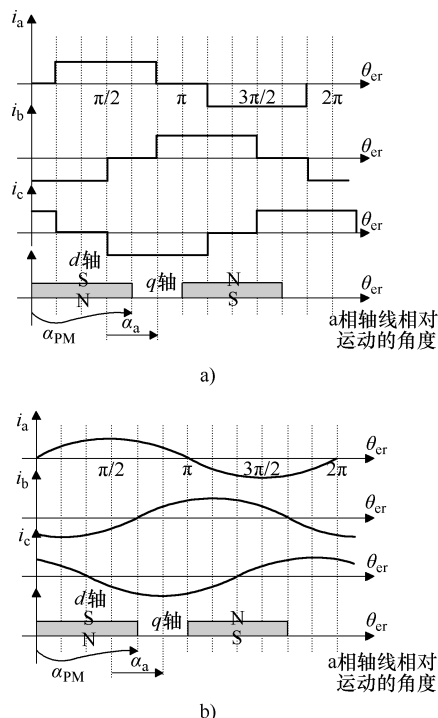 i_a
θ_er
π/2 π 3π/2 2π
i_b
θ_er
i_c
θ_er
d轴
S
N
q轴
N
S
θ_er
α_PM
α_a
a相轴线相对
运动的角度
a)
i_a
θ_er
π/2 π 3π/2 2π
i_b
θ_er
i_c
θ_er
d轴
S
N
q轴
N
S
θ_er
α_PM
α_a
a相轴线相对
运动的角度
b)